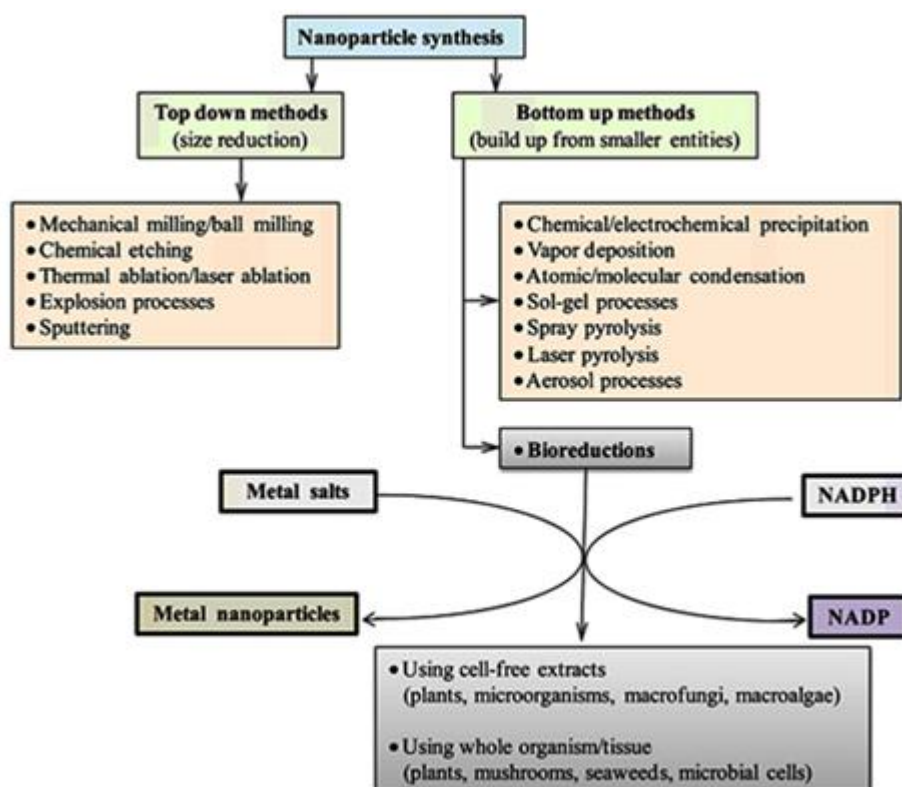 Nanoparticle synthesis
Top down methods
(size reduction)
Bottom up methods
(build up from smaller entities)
• Mechanical milling/ball milling
• Chemical etching
• Thermal ablation/laser ablation
• Explosion processes
• Sputtering
• Chemical/electrochemical precipitation
• Vapor deposition
• Atomic/molecular condensation
• Sol-gel processes
• Spray pyrolysis
• Laser pyrolysis
• Aerosol processes
• Bioreductions
Metal salts
NADPH
Metal nanoparticles
NADP
• Using cell-free extracts
(plants, microorganisms, macrofungi, macroalgae)
• Using whole organism/tissue
(plants, mushrooms, seaweeds, microbial cells)